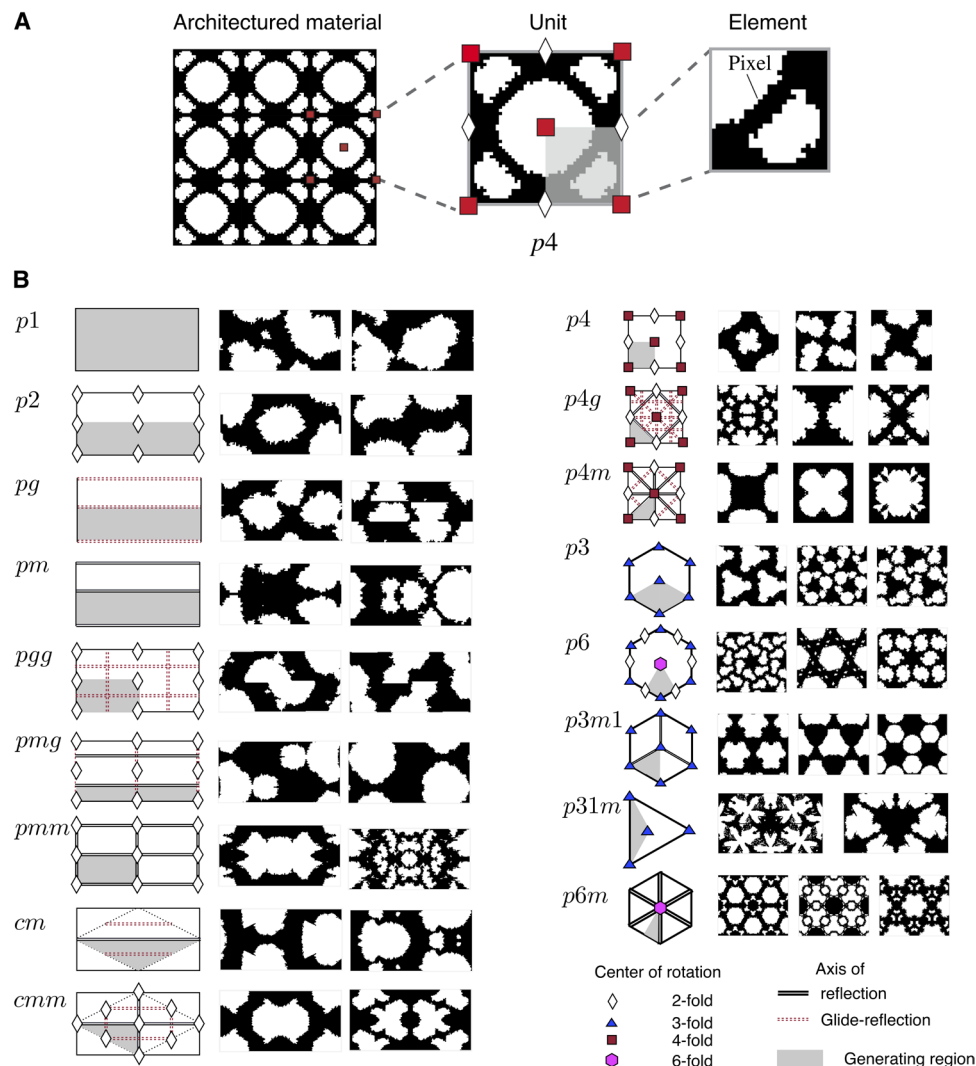 A
Architectured material
Unit
Element
Pixel
p4
B
p1
p2
pg
pm
pgg
pmg
pmm
cm
cmm
p4
p4g
p4m
p3
p6
p3m1
p31m
p6m
Center of rotation
2-fold
3-fold
4-fold
6-fold
Axis of
reflection
Glide-reflection
Generating region